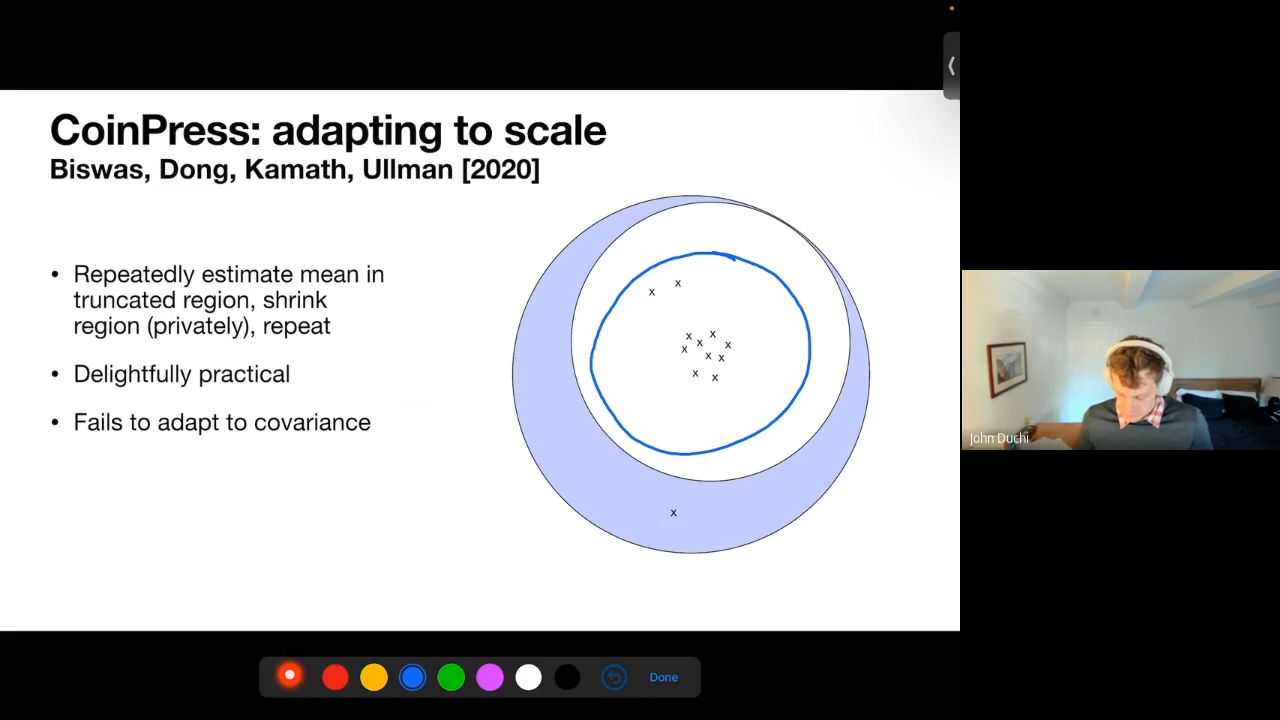 CoinPress: adapting to scale
Biswas, Dong, Kamath, Ullman [2020]
• Repeatedly estimate mean in
truncated region, shrink
region (privately), repeat
• Delightfully practical
• Fails to adapt to covariance
x
x
x
x
x
x
x
x
x
x
x
x
x
John Duchi
Done